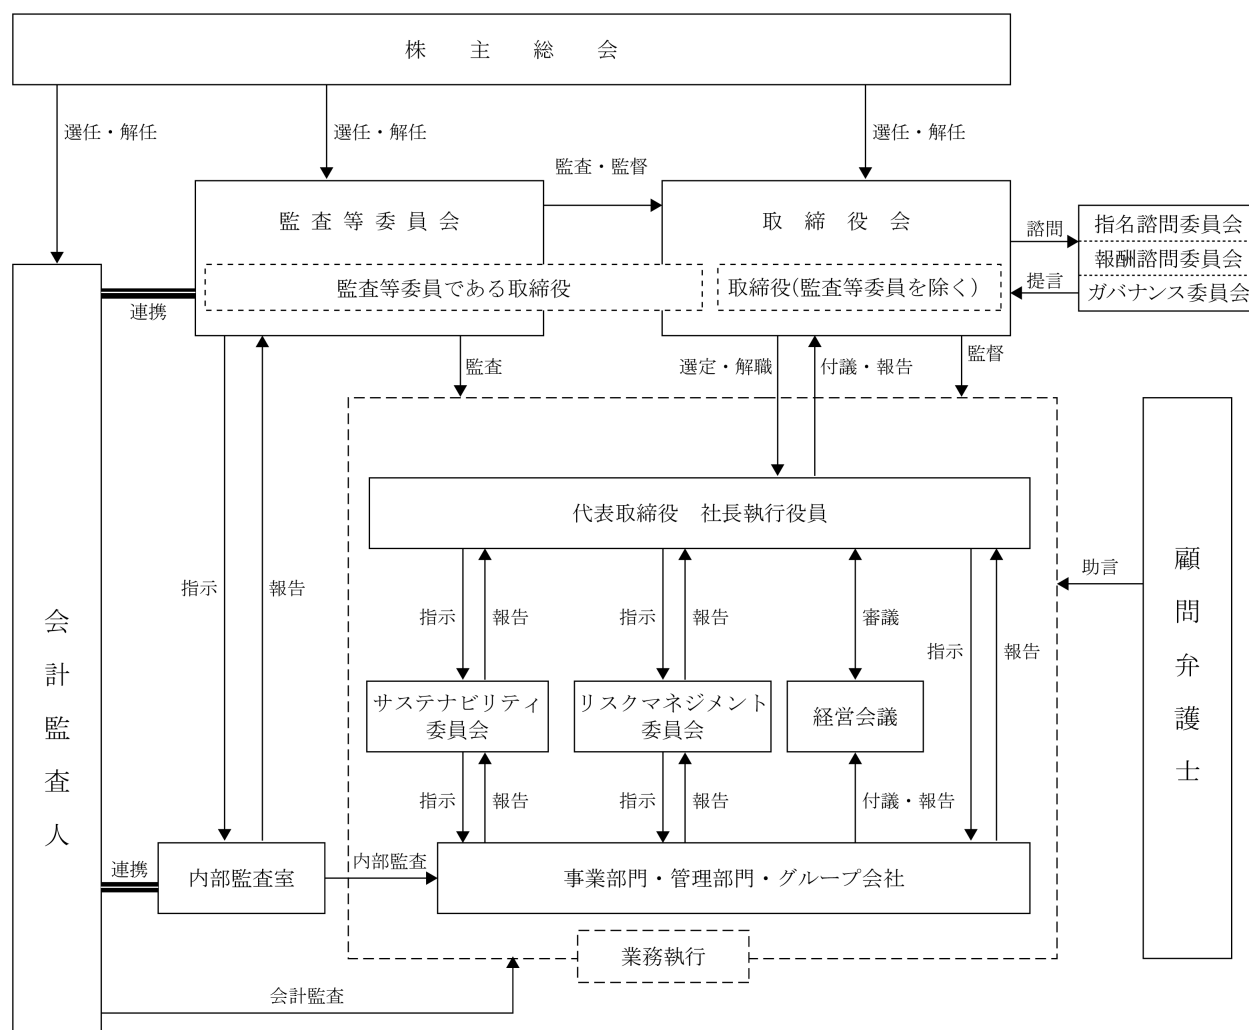 株主総会
選任・解任
選任・解任
選任・解任
監査・監督
監査等委員会
取締役会
諮問
指名諮問委員会
報酬諮問委員会
ガバナンス委員会
提言
監査等委員である取締役
取締役(監査等委員を除く)
連携
監査
選定・解職
付議・報告
監督
代表取締役　社長執行役員
助言
顧問弁護士
会計監査人
指示
報告
指示
報告
指示
報告
審議
指示
報告
サステナビリティ
委員会
リスクマネジメント
委員会
経営会議
指示
報告
指示
報告
付議・報告
連携
内部監査室
内部監査
事業部門・管理部門・グループ会社
業務執行
会計監査